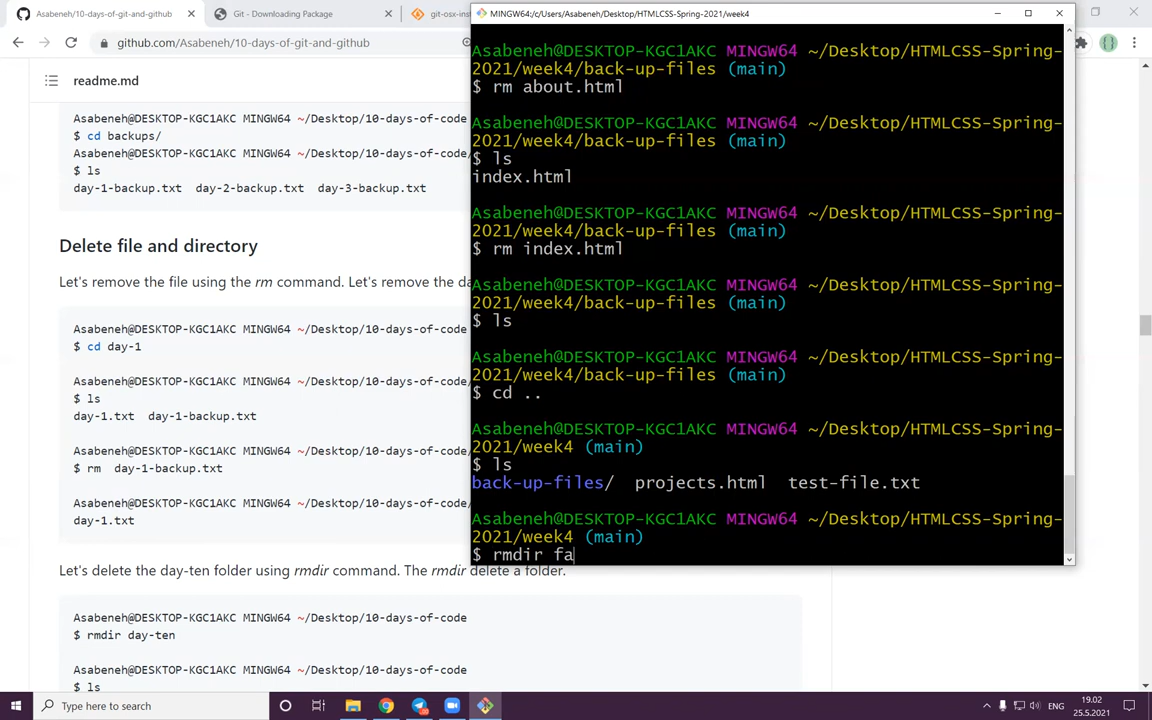 Asabeneh/10-days-of-git-and-github
Git - Downloading Package
git-osx-inst
MINGW64:/c/Users/Asabeneh/Desktop/HTMLCSS-Spring-2021/week4
github.com/Asabeneh/10-days-of-git-and-github
readme.md
Asabeneh@DESKTOP-KGC1AKC MINGW64 ~/Desktop/10-days-of-code
$ cd backups/
Asabeneh@DESKTOP-KGC1AKC MINGW64 ~/Desktop/10-days-of-code/
$ ls
day-1-backup.txt day-2-backup.txt day-3-backup.txt
Delete file and directory
Let's remove the file using the rm command. Let's remove the da
Asabeneh@DESKTOP-KGC1AKC MINGW64 ~/Desktop/10-days-of-code
$ cd day-1
Asabeneh@DESKTOP-KGC1AKC MINGW64 ~/Desktop/10-days-of-code/
$ ls
day-1.txt day-1-backup.txt
Asabeneh@DESKTOP-KGC1AKC MINGW64 ~/Desktop/10-days-of-code/
$ rm day-1-backup.txt
Asabeneh@DESKTOP-KGC1AKC MINGW64 ~/Desktop/10-days-of-code/
day-1.txt
Let's delete the day-ten folder using rmdir command. The rmdir delete a folder.
Asabeneh@DESKTOP-KGC1AKC MINGW64 ~/Desktop/10-days-of-code
$ rmdir day-ten
Asabeneh@DESKTOP-KGC1AKC MINGW64 ~/Desktop/10-days-of-code
$ ls
Asabeneh@DESKTOP-KGC1AKC MINGW64 ~/Desktop/HTMLCSS-Spring-
2021/week4/back-up-files (main)
$ rm about.html
Asabeneh@DESKTOP-KGC1AKC MINGW64 ~/Desktop/HTMLCSS-Spring-
2021/week4/back-up-files (main)
$ ls
index.html
Asabeneh@DESKTOP-KGC1AKC MINGW64 ~/Desktop/HTMLCSS-Spring-
2021/week4/back-up-files (main)
$ rm index.html
Asabeneh@DESKTOP-KGC1AKC MINGW64 ~/Desktop/HTMLCSS-Spring-
2021/week4/back-up-files (main)
$ ls
Asabeneh@DESKTOP-KGC1AKC MINGW64 ~/Desktop/HTMLCSS-Spring-
2021/week4/back-up-files (main)
$ cd ..
Asabeneh@DESKTOP-KGC1AKC MINGW64 ~/Desktop/HTMLCSS-Spring-
2021/week4 (main)
$ ls
back-up-files/ projects.html test-file.txt
Asabeneh@DESKTOP-KGC1AKC MINGW64 ~/Desktop/HTMLCSS-Spring-
2021/week4 (main)
$ rmdir fa
Type here to search
ENG
19.02
25.5.2021